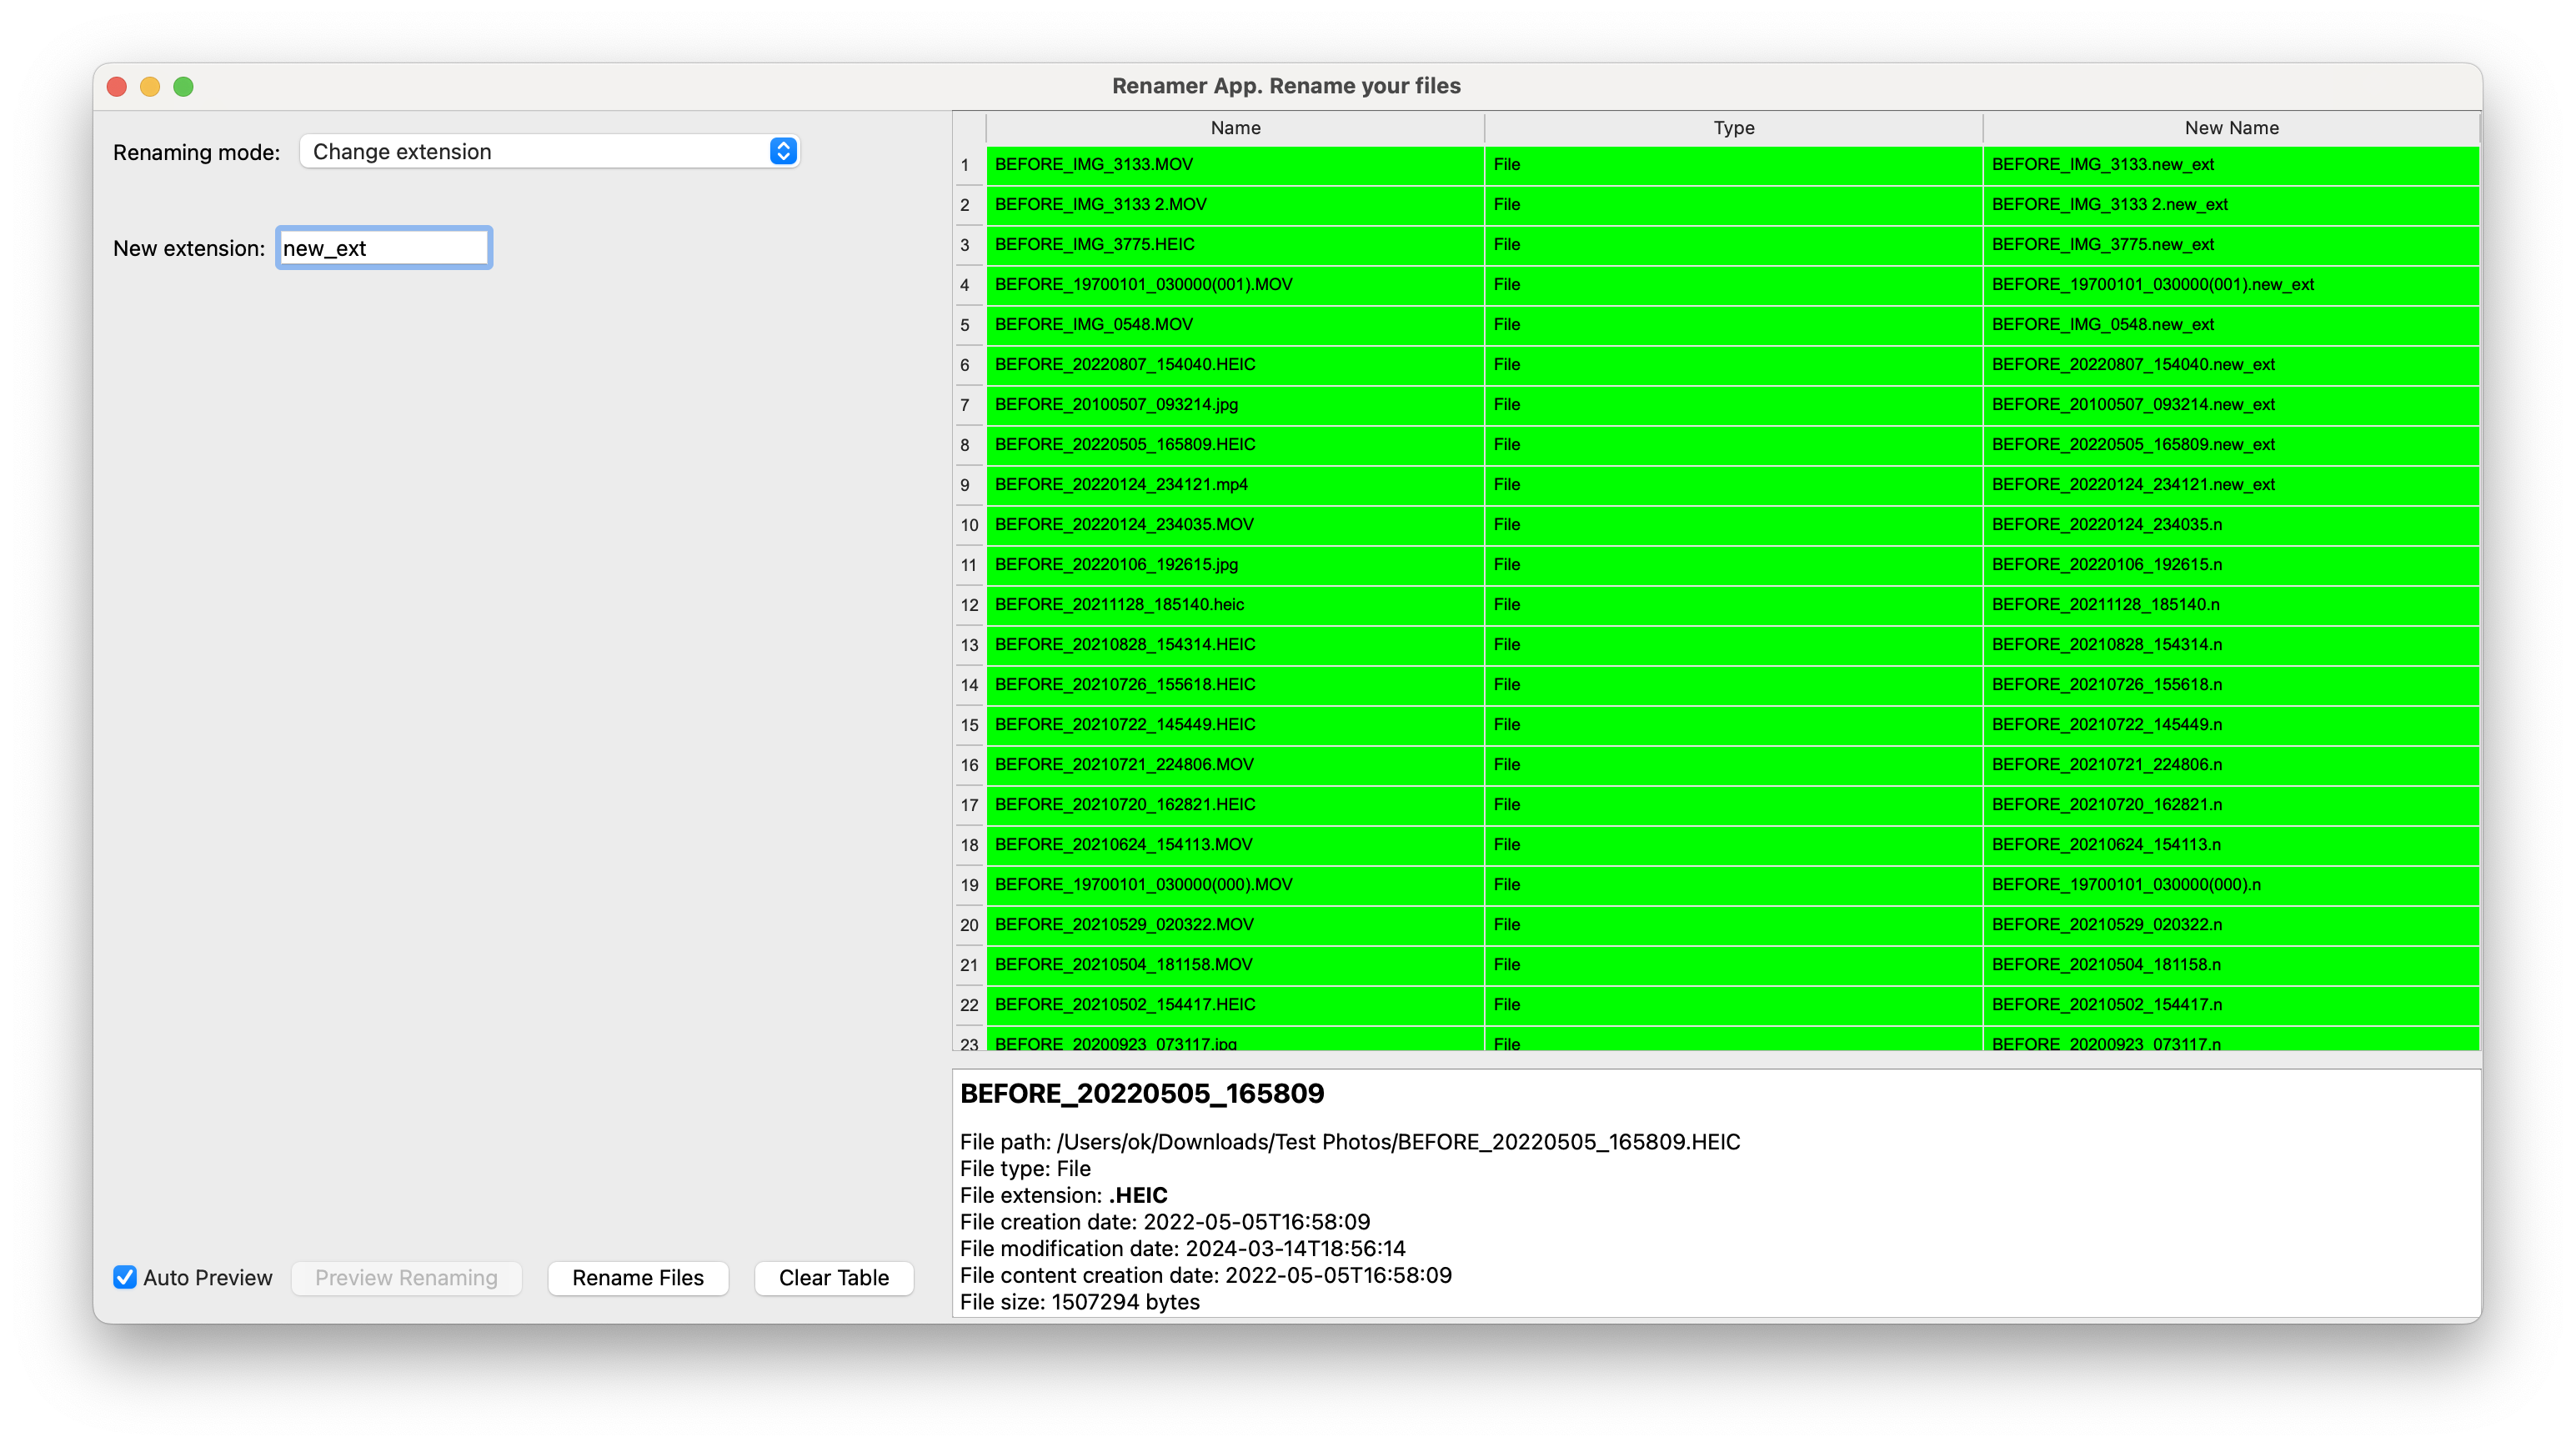 Renamer App. Rename your files
Renaming mode: Change extension
New extension: new_ext
Name Type New Name
1 BEFORE_IMG_3133.MOV File BEFORE_IMG_3133.new_ext
2 BEFORE_IMG_3133 2.MOV File BEFORE_IMG_3133 2.new_ext
3 BEFORE_IMG_3775.HEIC File BEFORE_IMG_3775.new_ext
4 BEFORE_19700101_030000(001).MOV File BEFORE_19700101_030000(001).new_ext
5 BEFORE_IMG_0548.MOV File BEFORE_IMG_0548.new_ext
6 BEFORE_20220807_154040.HEIC File BEFORE_20220807_154040.new_ext
7 BEFORE_20100507_093214.jpg File BEFORE_20100507_093214.new_ext
8 BEFORE_20220505_165809.HEIC File BEFORE_20220505_165809.new_ext
9 BEFORE_20220124_234121.mp4 File BEFORE_20220124_234121.new_ext
10 BEFORE_20220124_234035.MOV File BEFORE_20220124_234035.n
11 BEFORE_20220106_192615.jpg File BEFORE_20220106_192615.n
12 BEFORE_20211128_185140.heic File BEFORE_20211128_185140.n
13 BEFORE_20210828_154314.HEIC File BEFORE_20210828_154314.n
14 BEFORE_20210726_155618.HEIC File BEFORE_20210726_155618.n
15 BEFORE_20210722_145449.HEIC File BEFORE_20210722_145449.n
16 BEFORE_20210721_224806.MOV File BEFORE_20210721_224806.n
17 BEFORE_20210720_162821.HEIC File BEFORE_20210720_162821.n
18 BEFORE_20210624_154113.MOV File BEFORE_20210624_154113.n
19 BEFORE_19700101_030000(000).MOV File BEFORE_19700101_030000(000).n
20 BEFORE_20210529_020322.MOV File BEFORE_20210529_020322.n
21 BEFORE_20210504_181158.MOV File BEFORE_20210504_181158.n
22 BEFORE_20210502_154417.HEIC File BEFORE_20210502_154417.n
23 BEFORE_20200923_073117.jpg File BEFORE_20200923_073117.n
BEFORE_20220505_165809
File path: /Users/ok/Downloads/Test Photos/BEFORE_20220505_165809.HEIC
File type: File
File extension: .HEIC
File creation date: 2022-05-05T16:58:09
File modification date: 2024-03-14T18:56:14
File content creation date: 2022-05-05T16:58:09
File size: 1507294 bytes
Auto Preview Preview Renaming Rename Files Clear Table